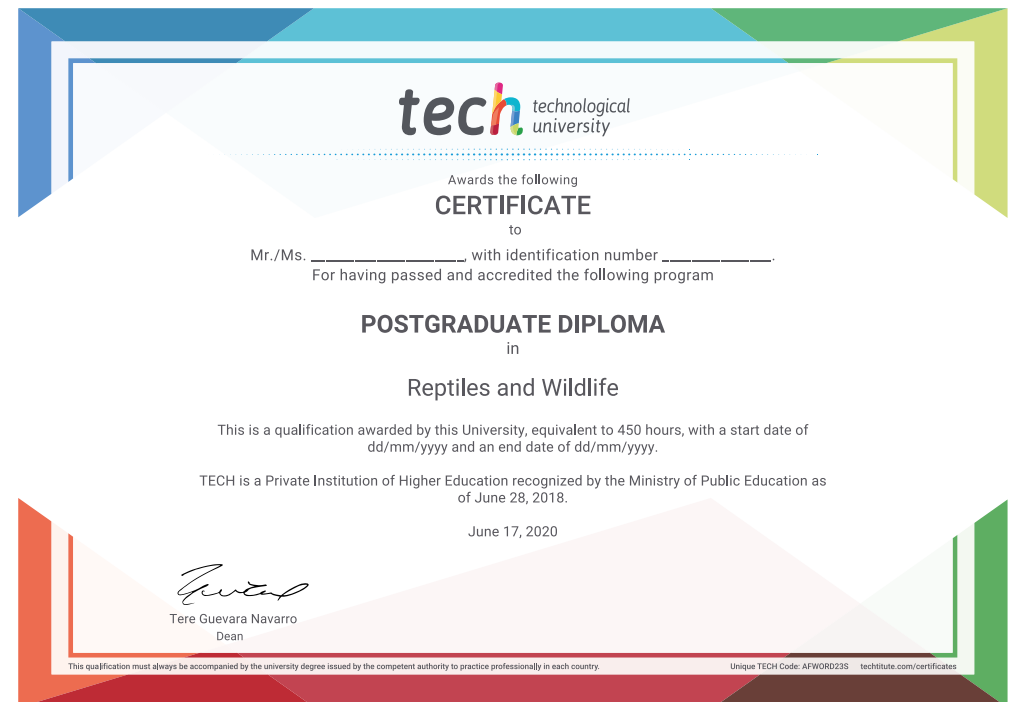 tech technological
university
Awards the following
CERTIFICATE
to
Mr./Ms. ____________________, with identification number ______________.
For having passed and accredited the following program
POSTGRADUATE DIPLOMA
in
Reptiles and Wildlife
This is a qualification awarded by this University, equivalent to 450 hours, with a start date of
dd/mm/yyyy and an end date of dd/mm/yyyy.
TECH is a Private Institution of Higher Education recognized by the Ministry of Public Education as
of June 28, 2018.
June 17, 2020
Tere Guevara Navarro
Dean
This qualification must always be accompanied by the university degree issued by the competent authority to practice professionally in each country. Unique TECH Code: AFWORD23S techtitute.com/certificates